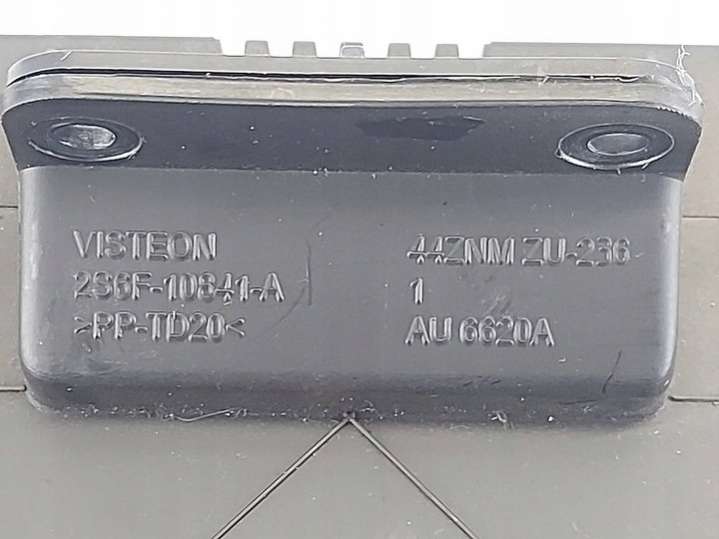 VISTEON
2S6F-10841-A
>PP-TD20<
44ZNM ZU-236
1
AU 6620A